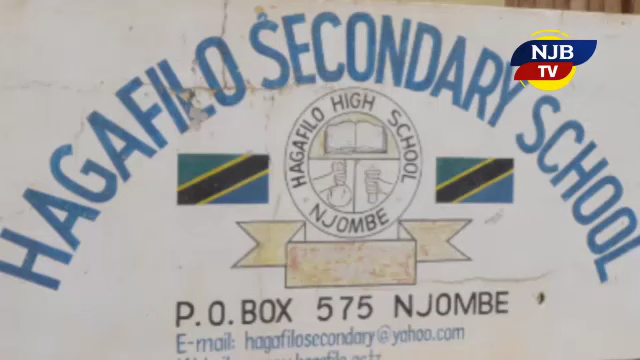 HAGAFILO SECONDARY SCHOOL
NJB
TV
HAGAFILO HIGH SCHOOL
NJOMBE
P.O.BOX 575 NJOMBE
E-mail: hagafilosecondary@yahoo.com